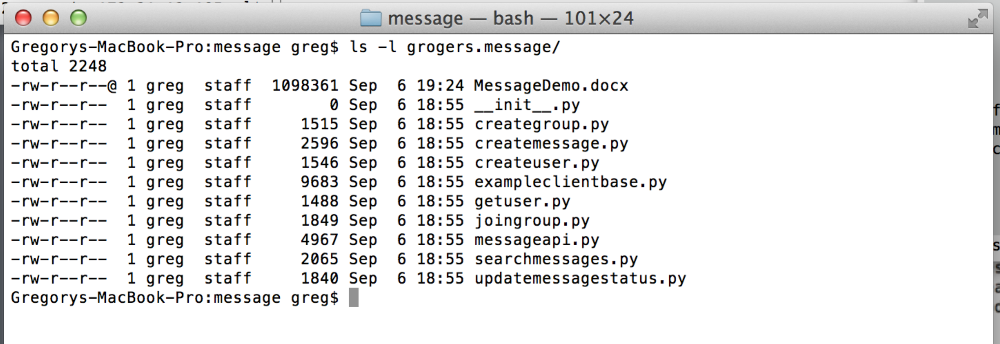 message — bash — 101×24
Gregorys-MacBook-Pro:message greg$ ls -l grogers.message/
total 2248
-rw-r--r--@ 1 greg  staff  1098361 Sep  6 19:24 MessageDemo.docx
-rw-r--r--  1 greg  staff        0 Sep  6 18:55 __init__.py
-rw-r--r--  1 greg  staff     1515 Sep  6 18:55 creategroup.py
-rw-r--r--  1 greg  staff     2596 Sep  6 18:55 createmessage.py
-rw-r--r--  1 greg  staff     1546 Sep  6 18:55 createuser.py
-rw-r--r--  1 greg  staff     9683 Sep  6 18:55 exampleclientbase.py
-rw-r--r--  1 greg  staff     1488 Sep  6 18:55 getuser.py
-rw-r--r--  1 greg  staff     1849 Sep  6 18:55 joingroup.py
-rw-r--r--  1 greg  staff     4967 Sep  6 18:55 messageapi.py
-rw-r--r--  1 greg  staff     2065 Sep  6 18:55 searchmessages.py
-rw-r--r--  1 greg  staff     1840 Sep  6 18:55 updatemessagestatus.py
Gregorys-MacBook-Pro:message greg$